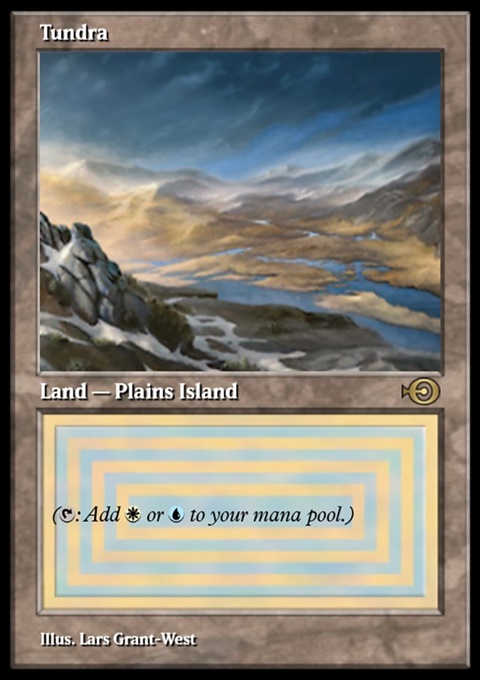 Tundra
Land — Plains Island
(: Add or to your mana pool.)
Illus. Lars Grant-West